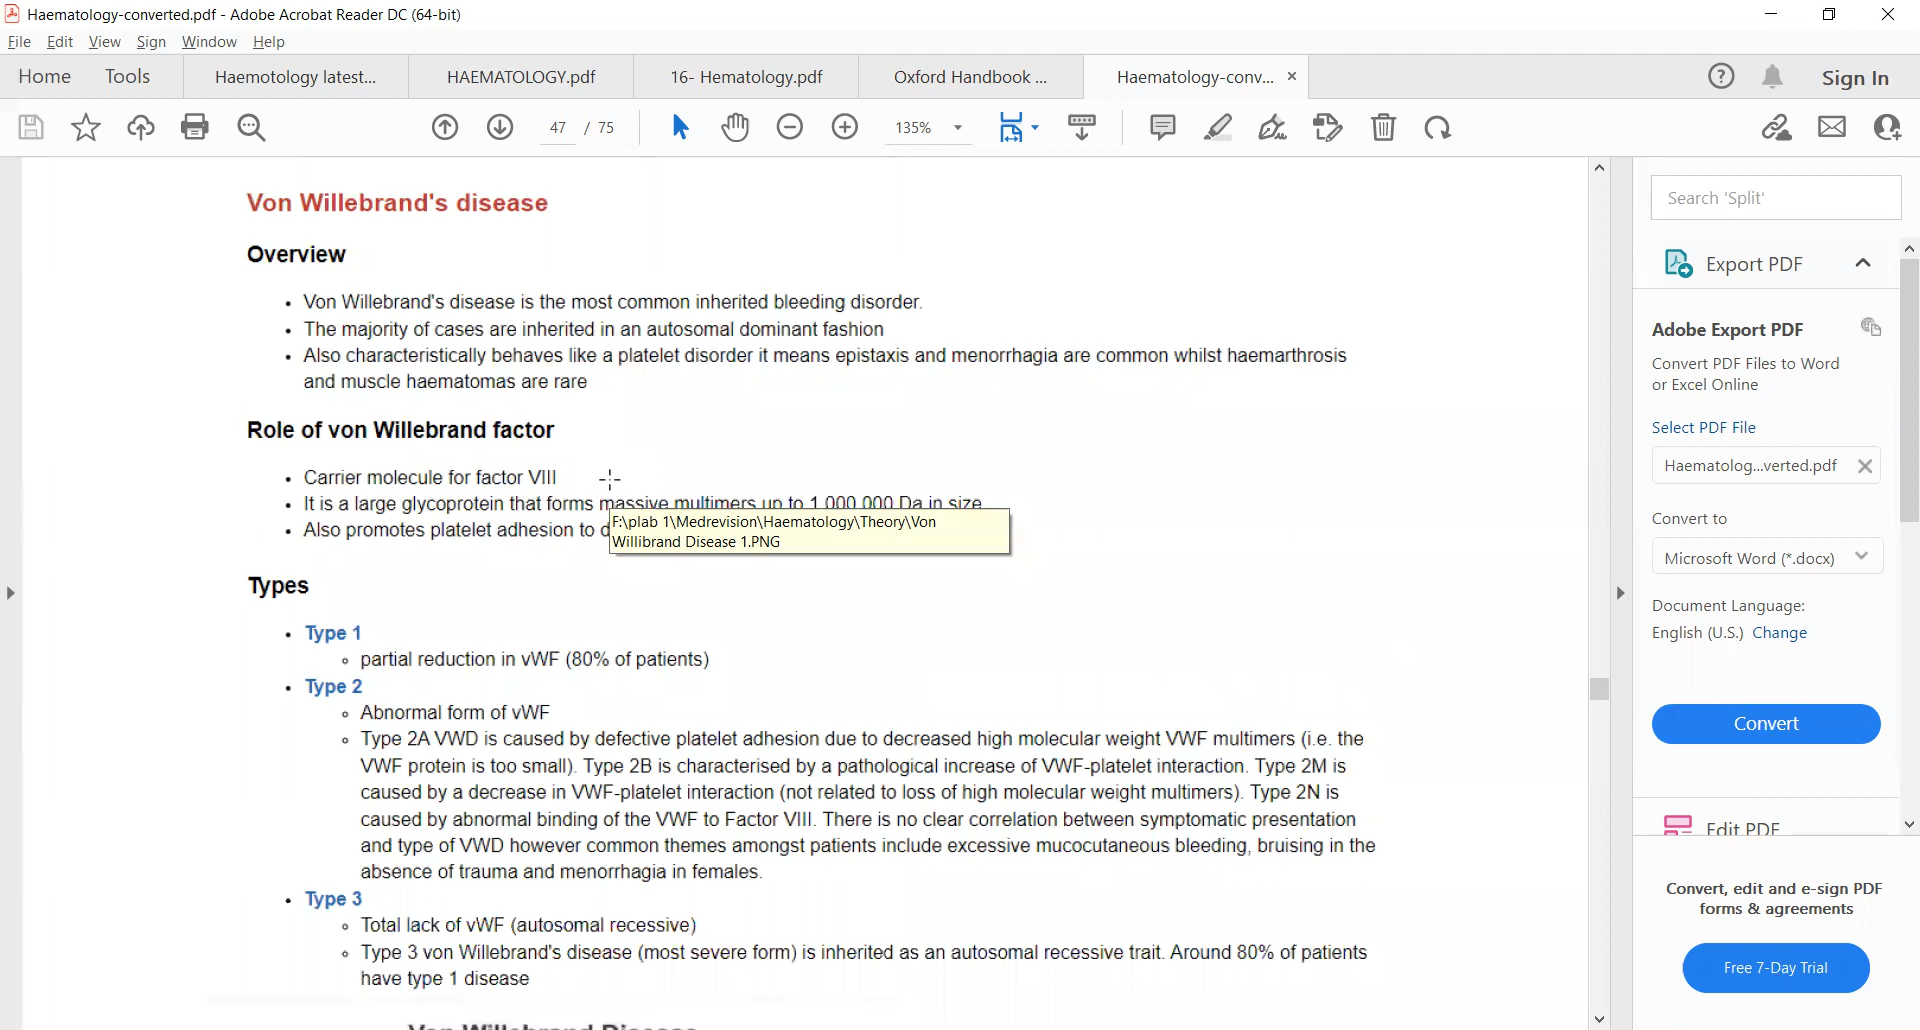 Haematology-converted.pdf - Adobe Acrobat Reader DC (64-bit)
File Edit View Sign Window Help
Home Tools Haemotology latest... HAEMATOLOGY.pdf 16- Hematology.pdf Oxford Handbook ... Haematology-conv... × Sign In
47 / 75 135%
Von Willebrand's disease
Overview
• Von Willebrand's disease is the most common inherited bleeding disorder.
• The majority of cases are inherited in an autosomal dominant fashion
• Also characteristically behaves like a platelet disorder it means epistaxis and menorrhagia are common whilst haemarthrosis
and muscle haematomas are rare
Role of von Willebrand factor
• Carrier molecule for factor VIII
• It is a large glycoprotein that forms massive multimers up to 1,000,000 Da in size
• Also promotes platelet adhesion to
F:\plab 1\Medrevision\Haematology\Theory\Von
Willibrand Disease 1.PNG
Types
• Type 1
◦ partial reduction in vWF (80% of patients)
• Type 2
◦ Abnormal form of vWF
◦ Type 2A VWD is caused by defective platelet adhesion due to decreased high molecular weight VWF multimers (i.e. the
VWF protein is too small). Type 2B is characterised by a pathological increase of VWF-platelet interaction. Type 2M is
caused by a decrease in VWF-platelet interaction (not related to loss of high molecular weight multimers). Type 2N is
caused by abnormal binding of the VWF to Factor VIII. There is no clear correlation between symptomatic presentation
and type of VWD however common themes amongst patients include excessive mucocutaneous bleeding, bruising in the
absence of trauma and menorrhagia in females.
• Type 3
◦ Total lack of vWF (autosomal recessive)
◦ Type 3 von Willebrand's disease (most severe form) is inherited as an autosomal recessive trait. Around 80% of patients
have type 1 disease
Von Willebrand Disease
Search 'Split'
Export PDF
Adobe Export PDF
Convert PDF Files to Word
or Excel Online
Select PDF File
Haematolog...verted.pdf
Convert to
Microsoft Word (*.docx)
Document Language:
English (U.S.) Change
Convert
Edit PDF
Convert, edit and e-sign PDF
forms & agreements
Free 7-Day Trial